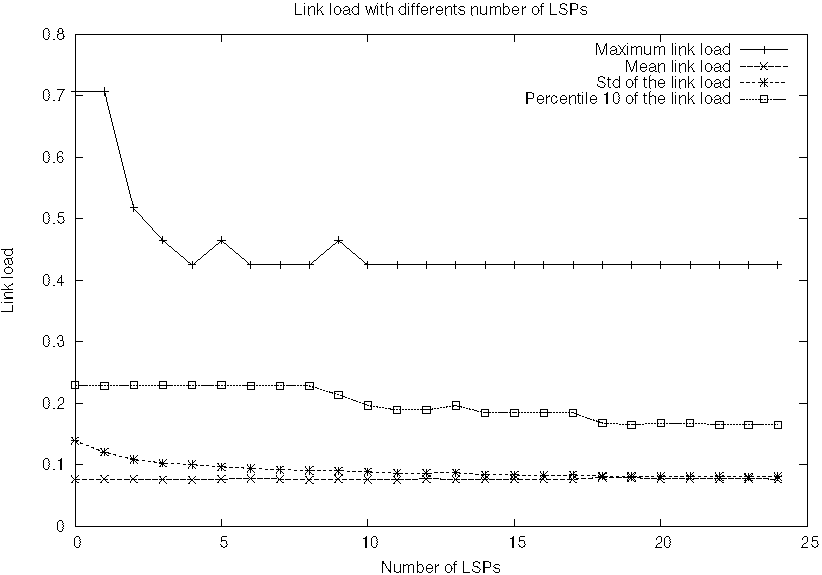 Link load with differents number of LSPs
0.8
0.7
0.6
0.5
0.4
0.3
0.2
0.1
0
Link load
Maximum link load
Mean link load
Std of the link load
Percentile 10 of the link load
0 5 10 15 20 25
Number of LSPs